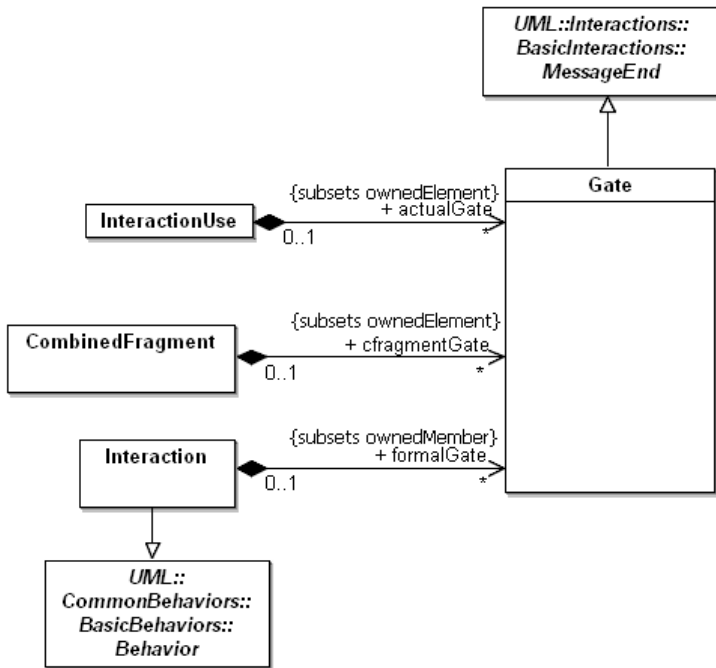 UML::Interactions::
BasicInteractions::
MessageEnd
Gate
{subsets ownedElement}
+ actualGate
InteractionUse
0..1
*
{subsets ownedElement}
+ cfragmentGate
CombinedFragment
0..1
*
{subsets ownedMember}
+ formalGate
Interaction
0..1
*
UML::
CommonBehaviors::
BasicBehaviors::
Behavior